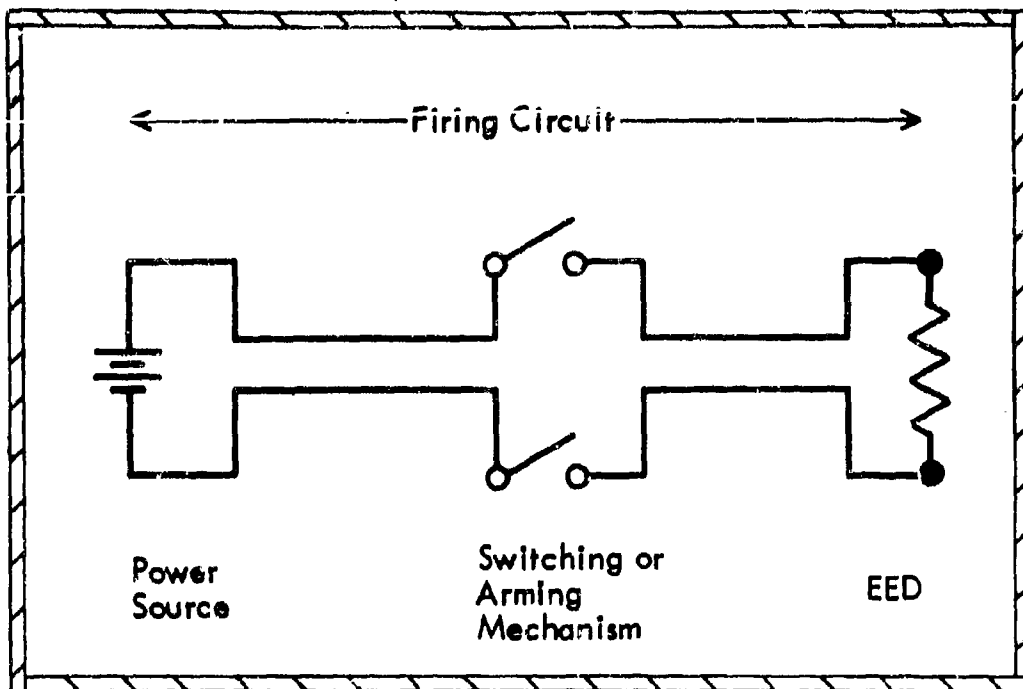 Firing Circuit
Power
Source
Switching or
Arming
Mechanism
EED